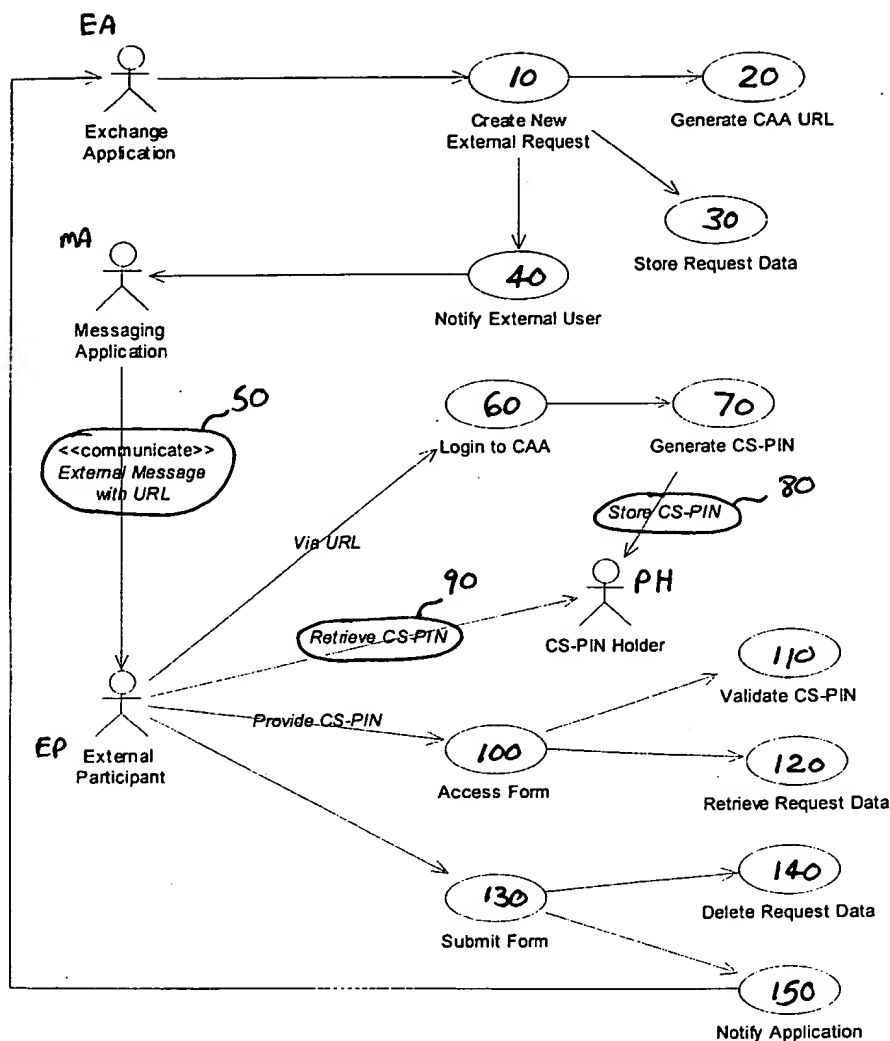 EA
Exchange
Application
10
Create New
External Request
20
Generate CAA URL
30
Store Request Data
mA
Messaging
Application
40
Notify External User
50
<<communicate>>
External Message
with URL
60
Login to CAA
70
Generate CS-PIN
80
Store CS-PIN
Via URL
90
Retrieve CS-PIN
PH
CS-PIN Holder
EP
External
Participant
Provide CS-PIN
100
Access Form
110
Validate CS-PIN
120
Retrieve Request Data
130
Submit Form
140
Delete Request Data
150
Notify Application